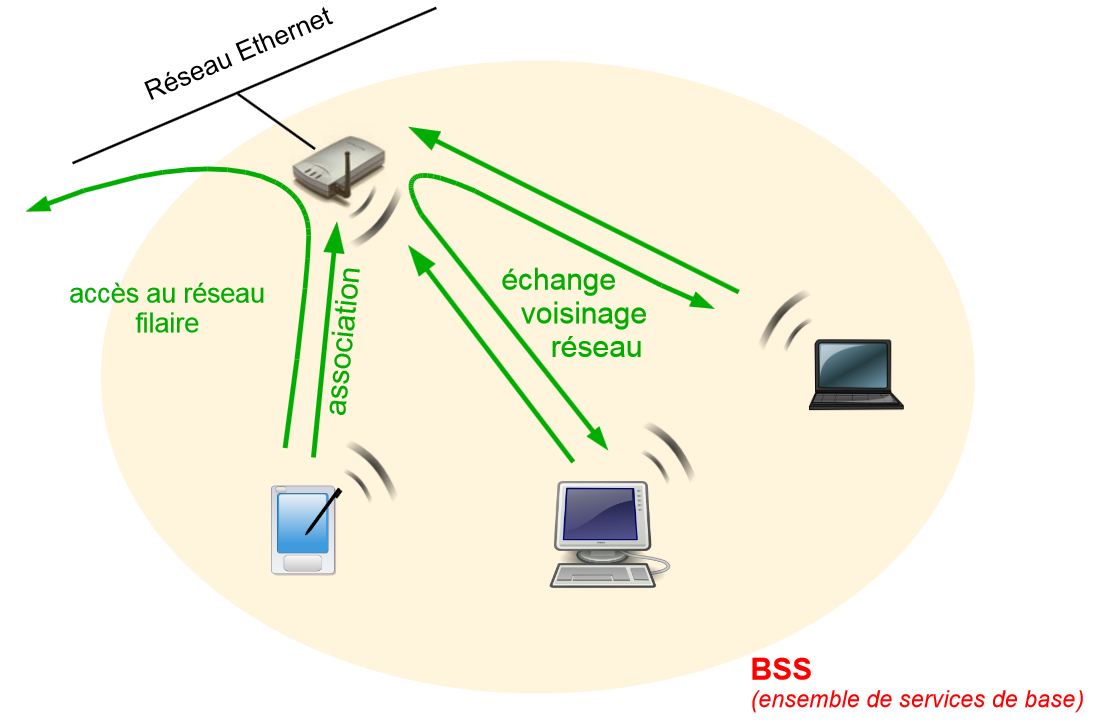 Réseau Ethernet
accès au réseau
filaire
association
échange
voisinage
réseau
BSS
(ensemble de services de base)